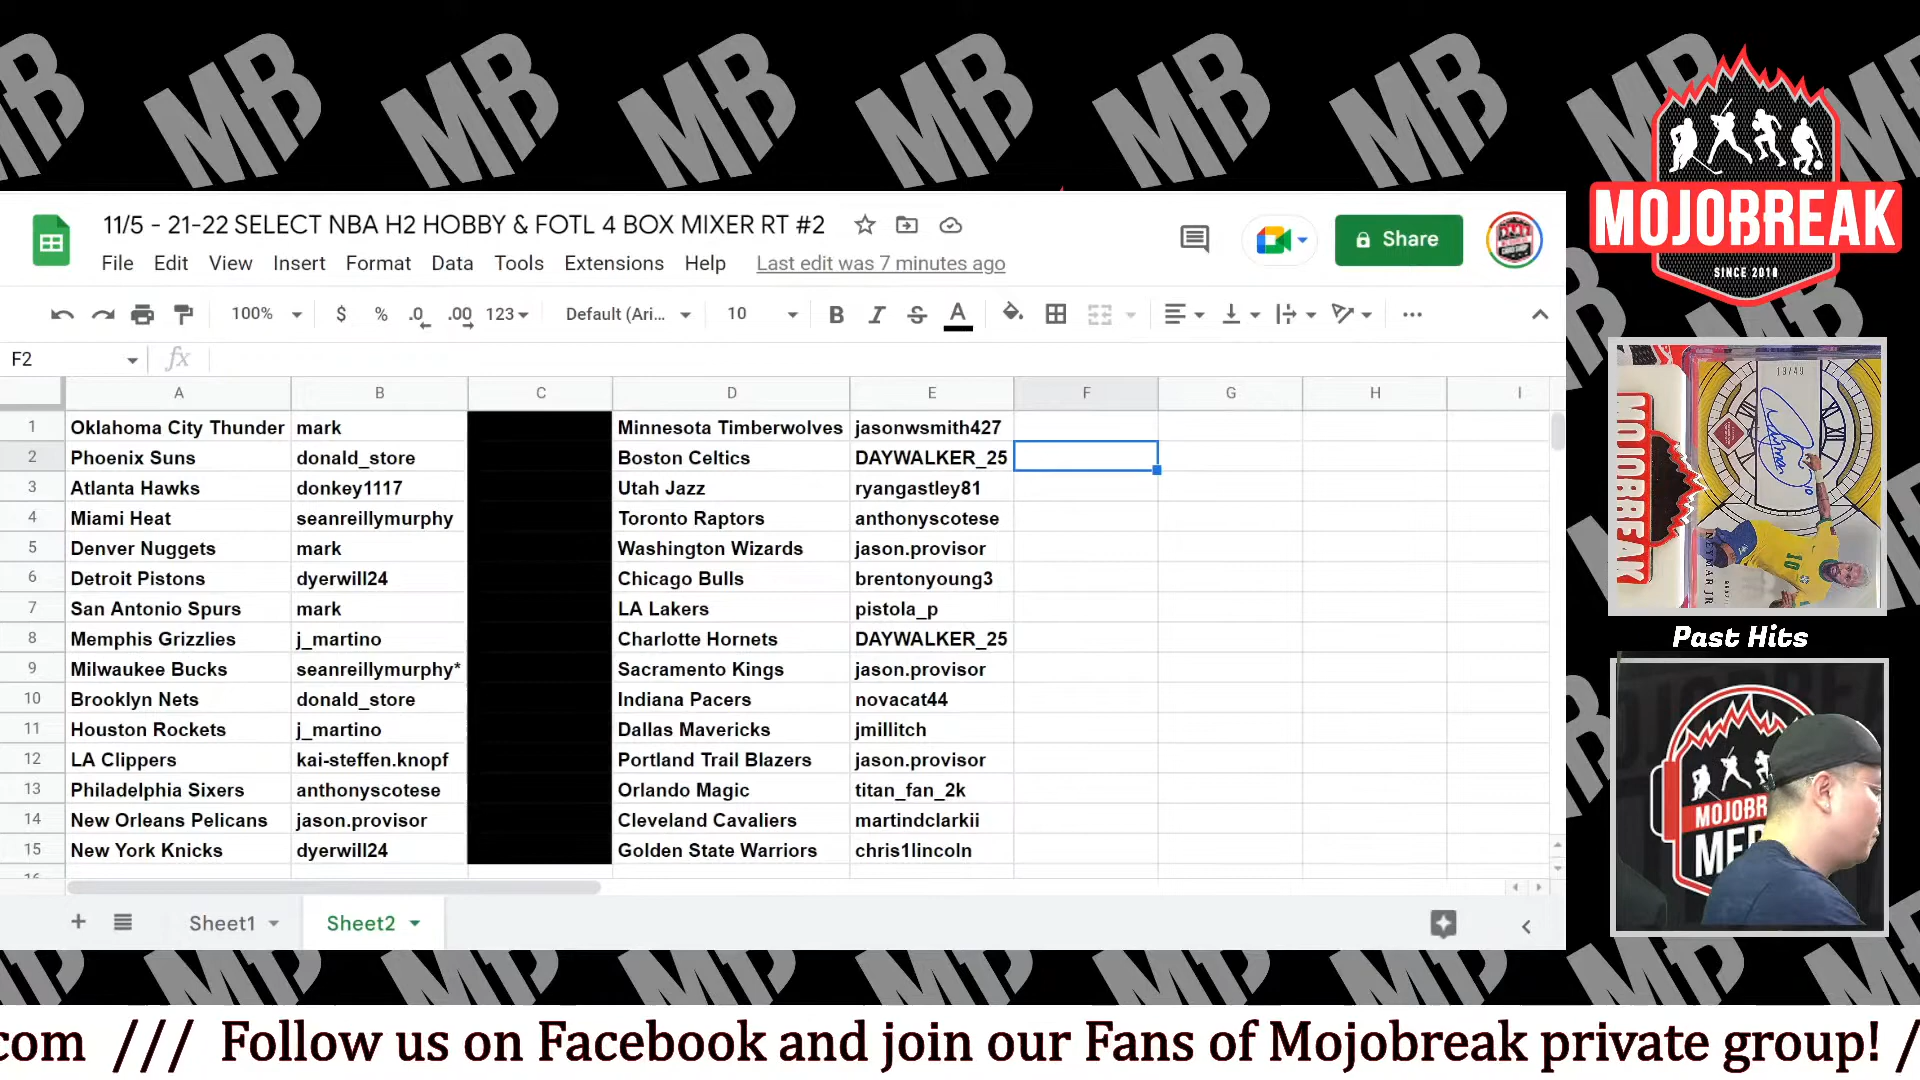 MOJOBREAK
SINCE 2010
11/5 - 21-22 SELECT NBA H2 HOBBY & FOTL 4 BOX MIXER RT #2
Share
File Edit View Insert Format Data Tools Extensions Help Last edit was 7 minutes ago
100% $ % .0 .00 123 Default (Ari... 10 B I S A
F2 fx
A B C D E F G H I
1 Oklahoma City Thunder mark Minnesota Timberwolves jasonwsmith427
2 Phoenix Suns donald_store Boston Celtics DAYWALKER_25
3 Atlanta Hawks donkey1117 Utah Jazz ryangastley81
4 Miami Heat seanreillymurphy Toronto Raptors anthonyscotese
5 Denver Nuggets mark Washington Wizards jason.provisor
6 Detroit Pistons dyerwill24 Chicago Bulls brentonyoung3
7 San Antonio Spurs mark LA Lakers pistola_p
8 Memphis Grizzlies j_martino Charlotte Hornets DAYWALKER_25
9 Milwaukee Bucks seanreillymurphy* Sacramento Kings jason.provisor
10 Brooklyn Nets donald_store Indiana Pacers novacat44
11 Houston Rockets j_martino Dallas Mavericks jmillitch
12 LA Clippers kai-steffen.knopf Portland Trail Blazers jason.provisor
13 Philadelphia Sixers anthonyscotese Orlando Magic titan_fan_2k
14 New Orleans Pelicans jason.provisor Cleveland Cavaliers martindclarkii
15 New York Knicks dyerwill24 Golden State Warriors chris1lincoln
Sheet1 Sheet2
MOJOBREAK
13/49
NEYMAR JR
10
Past Hits
MOJOBR
com /// Follow us on Facebook and join our Fans of Mojobreak private group! /